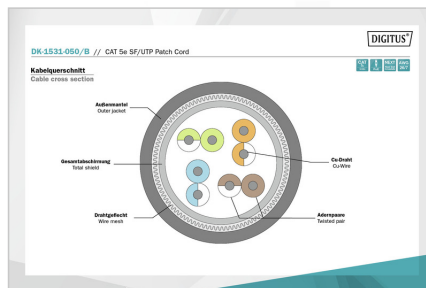 DIGITUS®
DK-1531-050/B // CAT 5e SF/UTP Patch Cord
Kabelquerschnitt
Cable cross section
Außenmantel
Outer jacket
Gesamtabschirmung
Total shield
Drahtgeflecht
Wire mesh
Cu-Draht
Cu-Wire
Adernpaare
Twisted pair